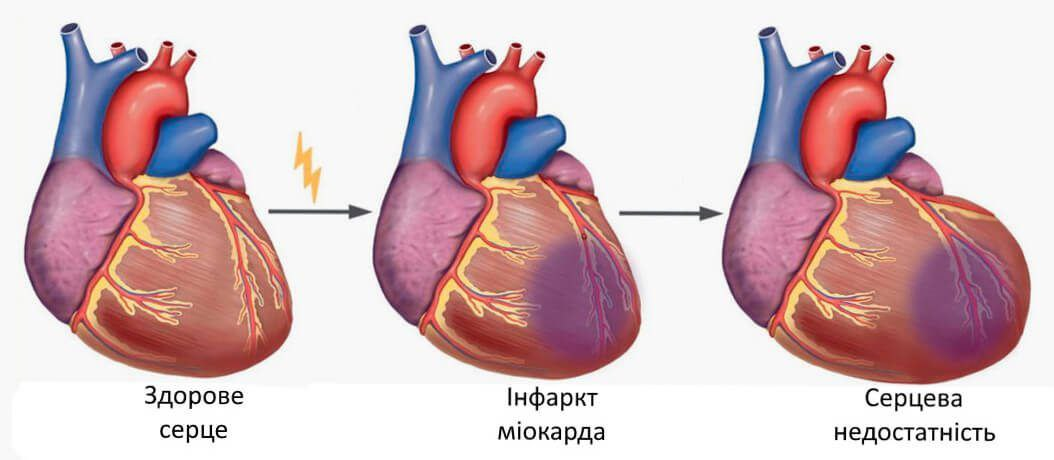 Здорове
серце
Інфаркт
міокарда
Серцева
недостатність